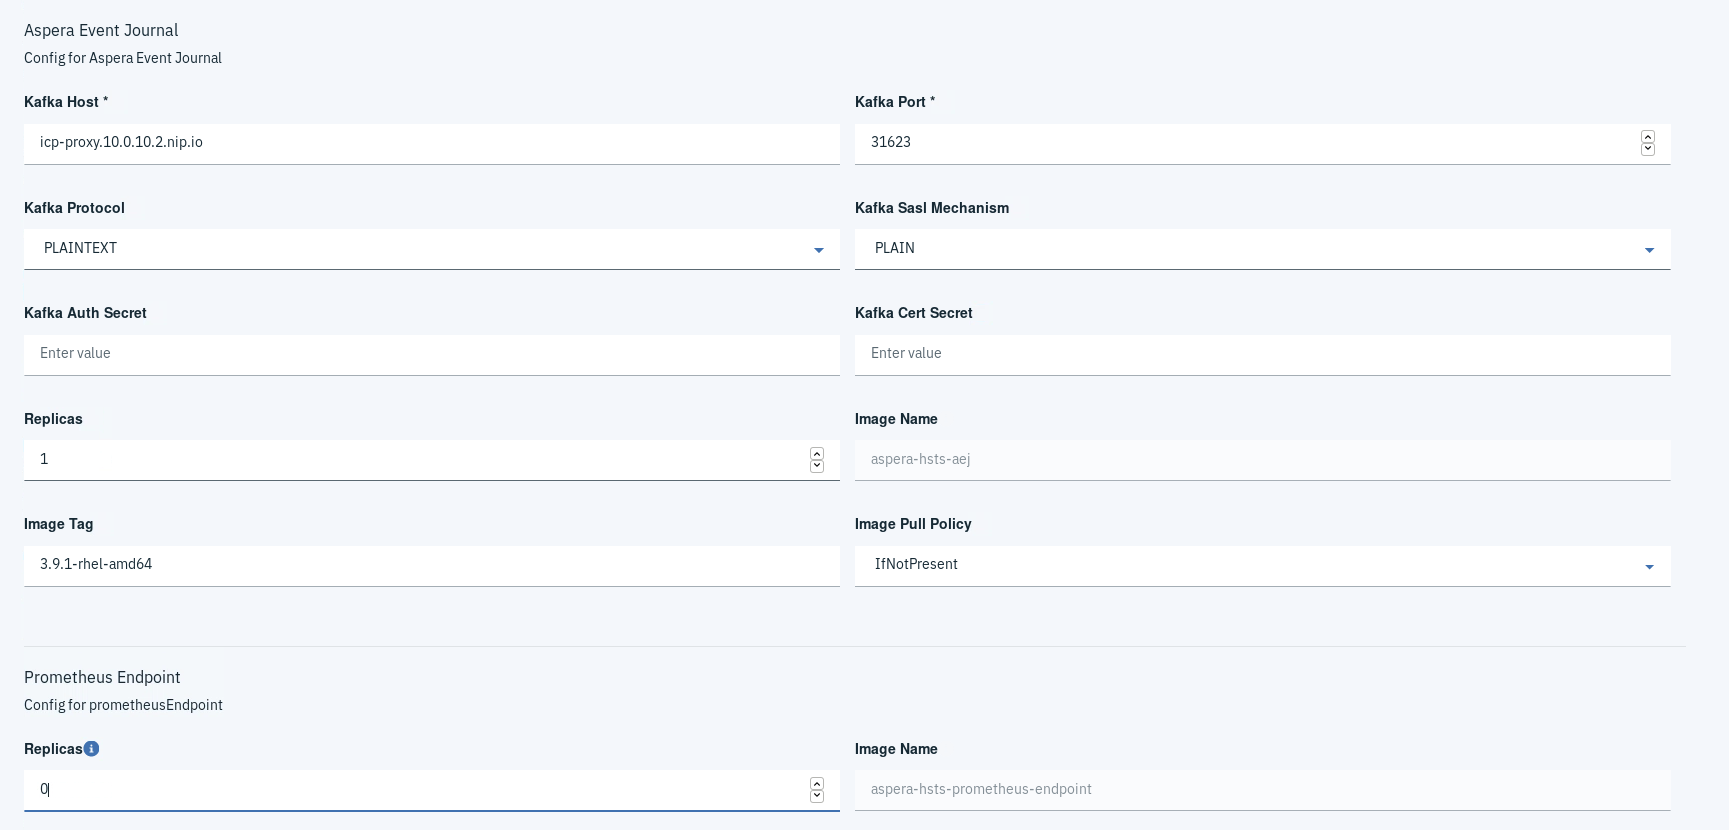 Aspera Event Journal
Config for Aspera Event Journal
Kafka Host *
Kafka Port *
icp-proxy.10.0.10.2.nip.io
31623
Kafka Protocol
Kafka Sasl Mechanism
PLAINTEXT
PLAIN
Kafka Auth Secret
Kafka Cert Secret
Enter value
Enter value
Replicas
Image Name
1
aspera-hsts-aej
Image Tag
Image Pull Policy
3.9.1-rhel-amd64
IfNotPresent
Prometheus Endpoint
Config for prometheusEndpoint
Replicas
Image Name
0
aspera-hsts-prometheus-endpoint